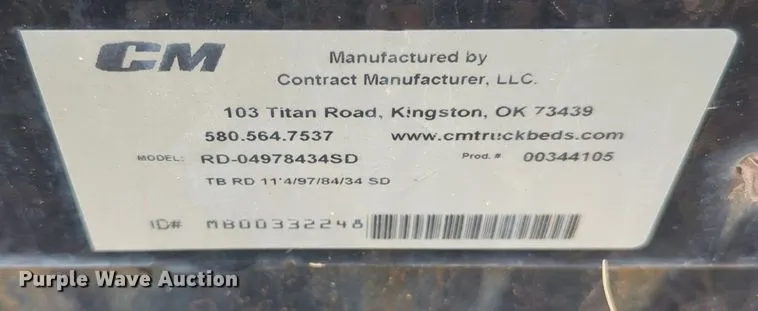 CM
Manufactured by
Contract Manufacturer, LLC.
103 Titan Road, Kingston, OK 73439
580.564.7537 www.cmtruckbeds.com
MODEL: RD-04978434SD Prod. # 00344105
TB RD 11'4/97/84/34 SD
ID# MB00332248
Purple Wave Auction